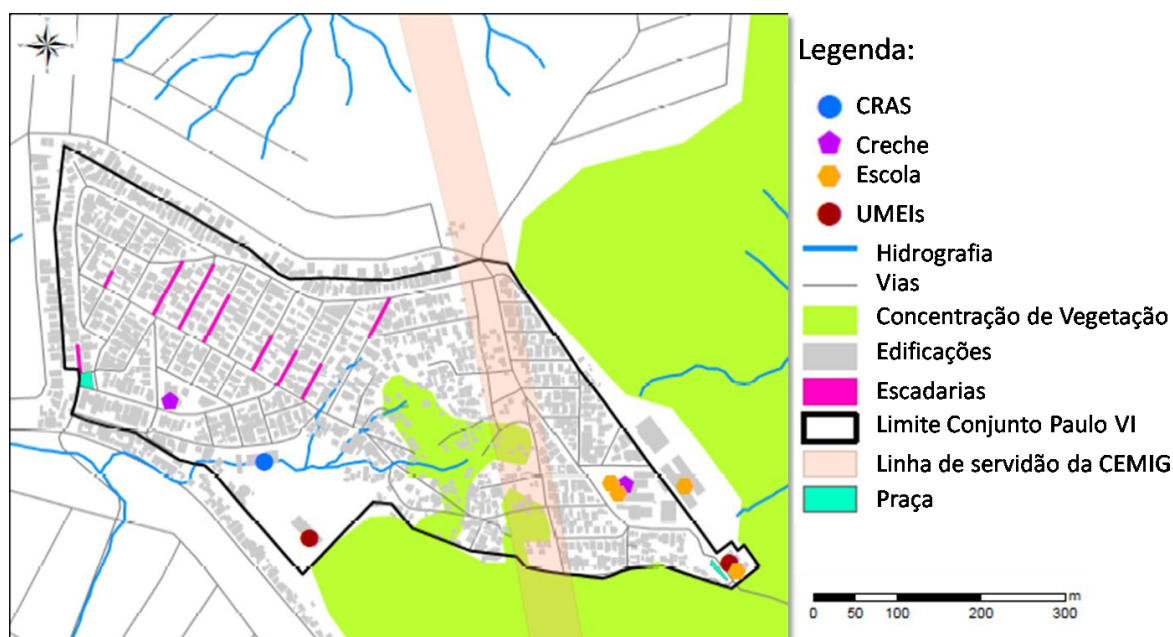 Legenda:
CRAS
Creche
Escola
UMEIs
Hidrografia
Vias
Concentração de Vegetação
Edificações
Escadarias
Limite Conjunto Paulo VI
Linha de servidão da CEMIG
Praça
m
0 50 100 200 300